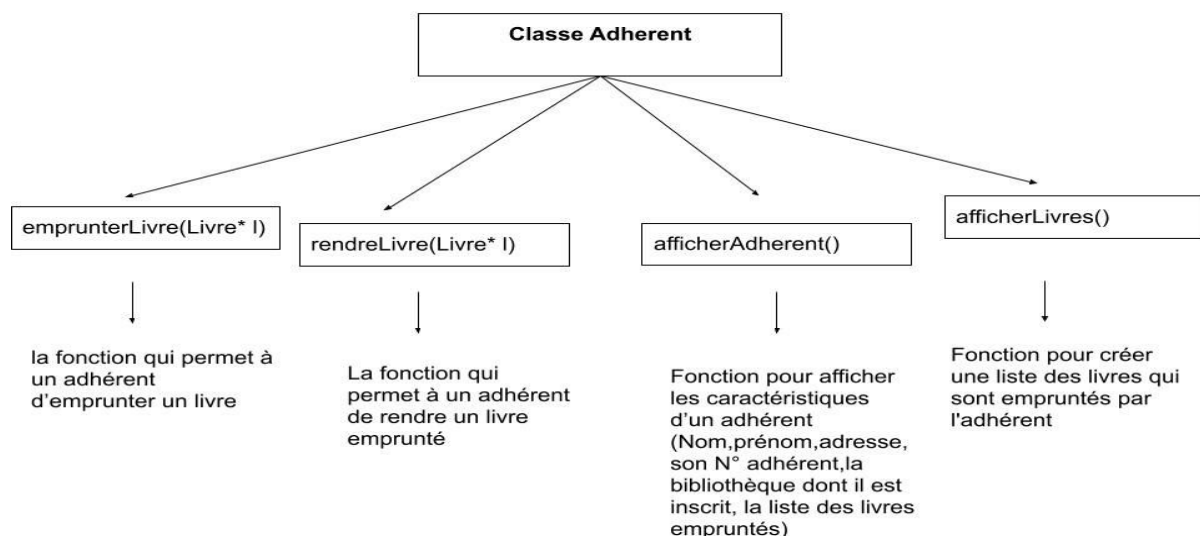 Classe Adherent
emprunterLivre(Livre* l)
rendreLivre(Livre* l)
afficherAdherent()
afficherLivres()
la fonction qui permet à
un adhérent
d’emprunter un livre
La fonction qui
permet à un adhérent
de rendre un livre
emprunté
Fonction pour afficher
les caractéristiques
d’un adhérent
(Nom,prénom,adresse,
son N° adhérent,la
bibliothèque dont il est
inscrit, la liste des livres
empruntés)
Fonction pour créer
une liste des livres qui
sont empruntés par
l'adhérent